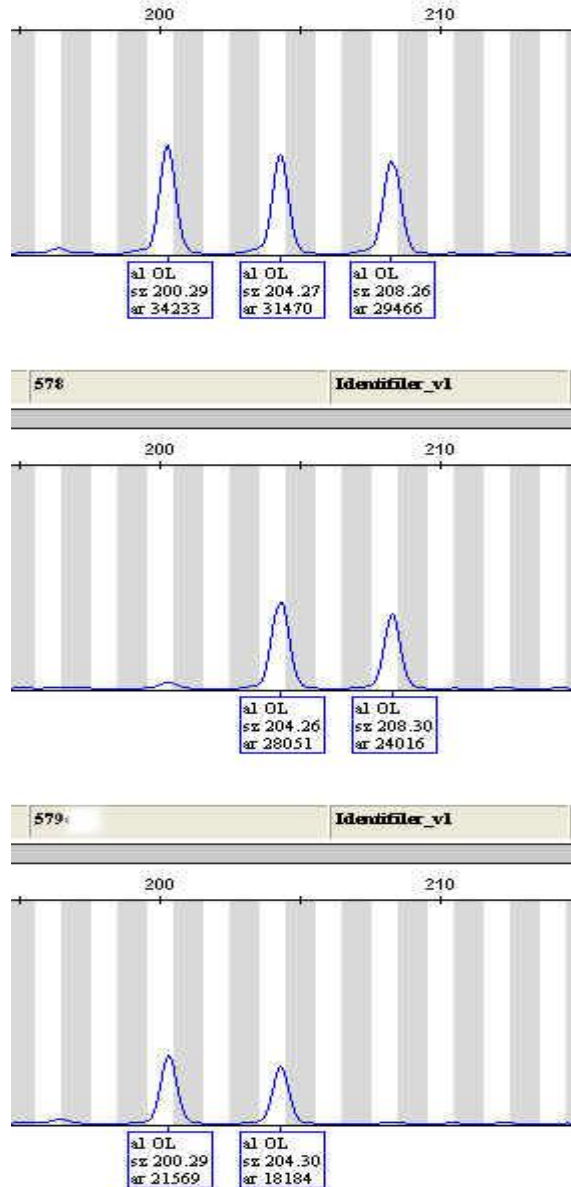 200 210
al OL al OL al OL
sz 200.29 sz 204.27 sz 208.26
ar 34233 ar 31470 ar 29466
578 Identifiler_v1
200 210
al OL al OL
sz 204.26 sz 208.30
ar 28051 ar 24016
579 Identifiler_v1
200 210
al OL al OL
sz 200.29 sz 204.30
ar 21569 ar 18184